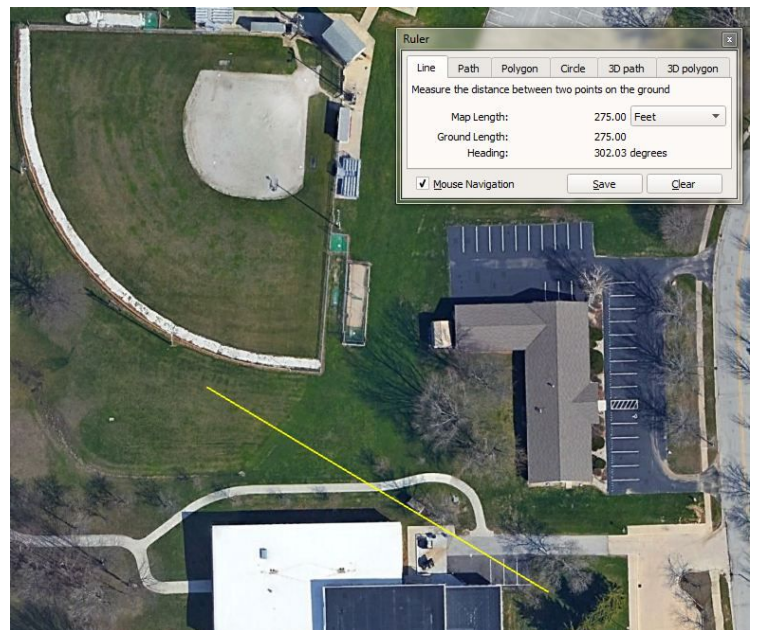 Ruler
Line Path Polygon Circle 3D path 3D polygon
Measure the distance between two points on the ground
Map Length: 275.00 Feet
Ground Length: 275.00
Heading: 302.03 degrees
Mouse Navigation Save Clear